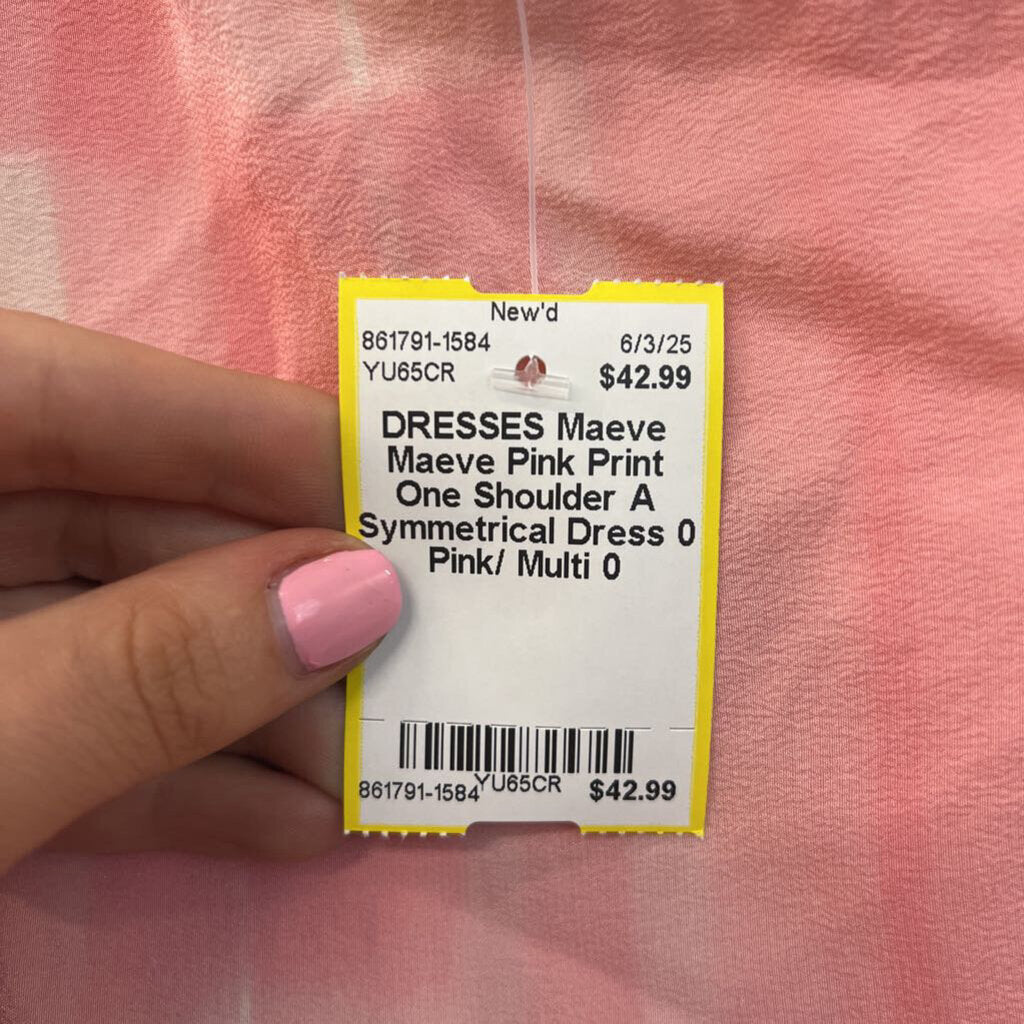 New'd
861791-1584 6/3/25
YU65CR $42.99
DRESSES Maeve
Maeve Pink Print
One Shoulder A
Symmetrical Dress 0
Pink/ Multi 0
861791-1584 YU65CR $42.99